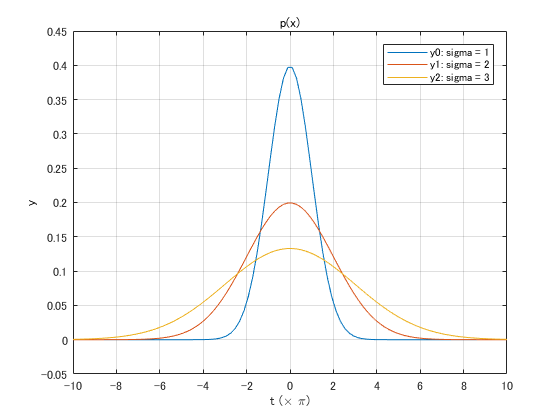 p(x)
y0: sigma = 1
y1: sigma = 2
y2: sigma = 3
0.45
0.4
0.35
0.3
0.25
0.2
0.15
0.1
0.05
0
-0.05
y
-10 -8 -6 -4 -2 0 2 4 6 8 10
t (× π)